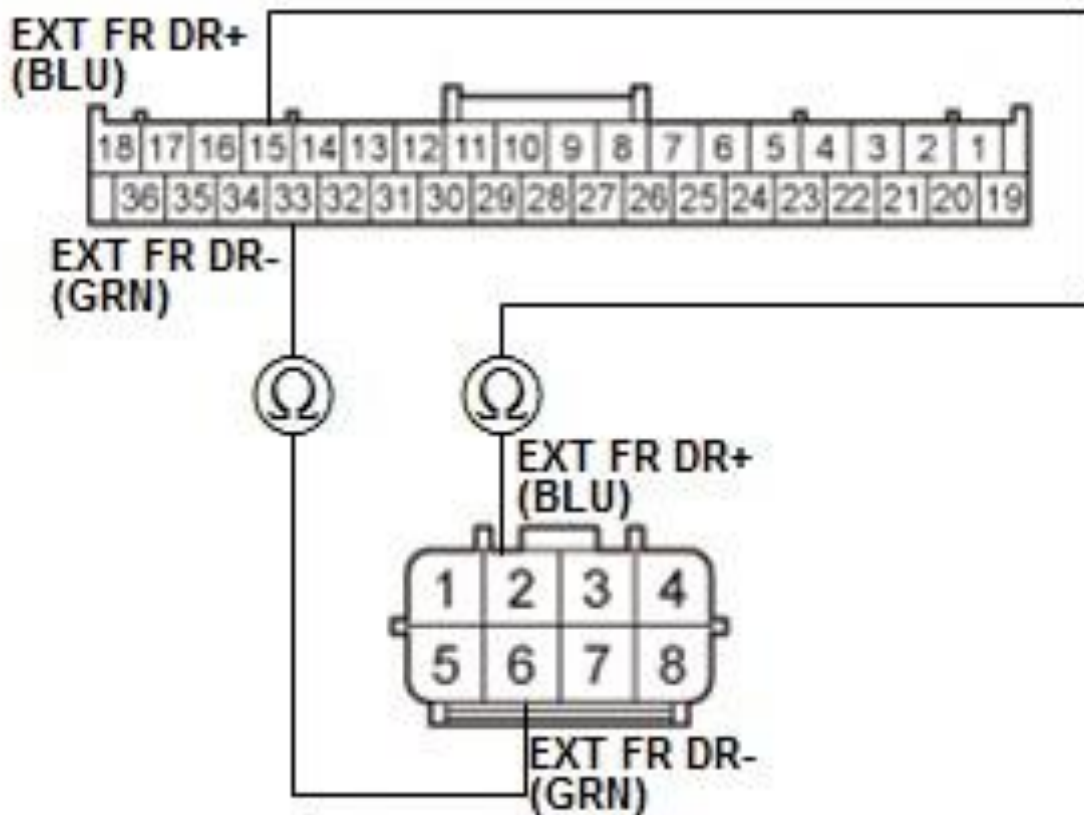 EXT FR DR+
(BLU)
18 17 16 15 14 13 12 11 10 9 8 7 6 5 4 3 2 1
36 35 34 33 32 31 30 29 28 27 26 25 24 23 22 21 20 19
EXT FR DR-
(GRN)
Ω Ω
EXT FR DR+
(BLU)
1 2 3 4
5 6 7 8
EXT FR DR-
(GRN)